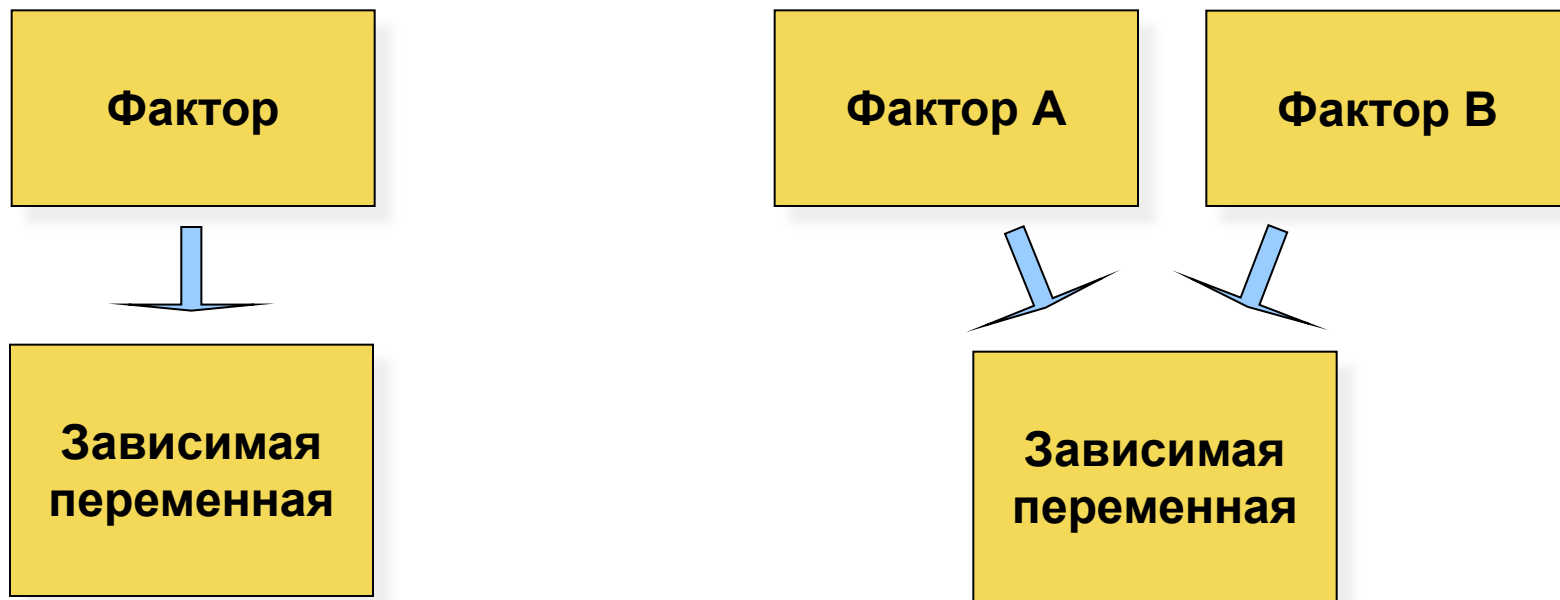 Фактор
Фактор А
Фактор В
Зависимая
переменная
Зависимая
переменная